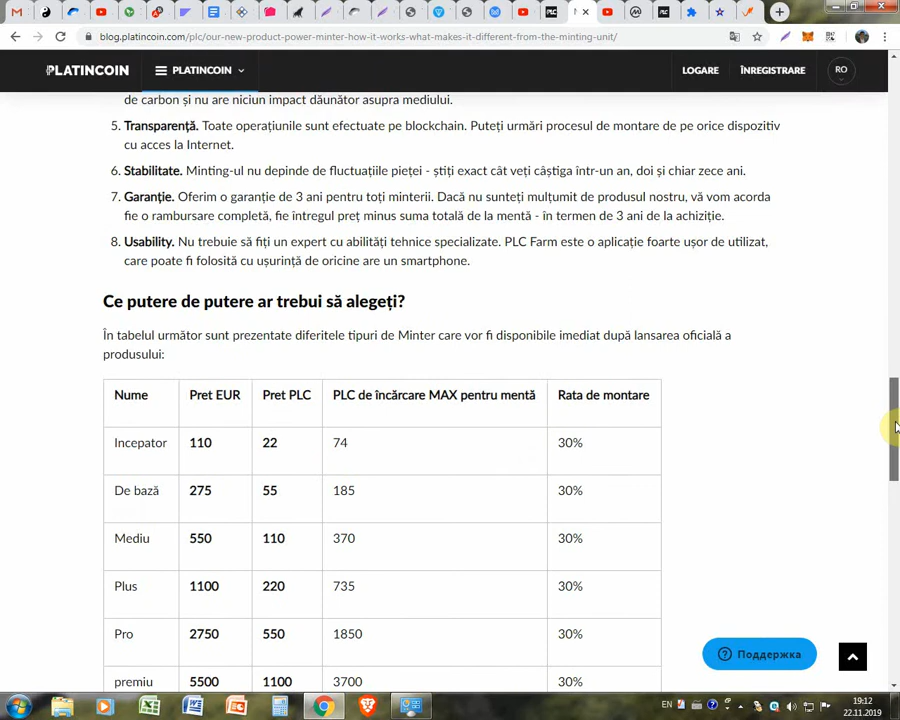 blog.platincoin.com/plc/our-new-product-power-minter-how-it-works-what-makes-it-different-from-the-minting-unit/
PLATINCOIN
PLATINCOIN
LOGARE
ÎNREGISTRARE
RO
de carbon și nu are niciun impact dăunător asupra mediului.
5. Transparență. Toate operațiunile sunt efectuate pe blockchain. Puteți urmări procesul de montare de pe orice dispozitiv
cu acces la Internet.
6. Stabilitate. Minting-ul nu depinde de fluctuațiile pieței - știți exact cât veți câștiga într-un an, doi și chiar zece ani.
7. Garanție. Oferim o garanție de 3 ani pentru toți minterii. Dacă nu sunteți mulțumit de produsul nostru, vă vom acorda
fie o rambursare completă, fie întregul preț minus suma totală de la mentă - în termen de 3 ani de la achiziție.
8. Usability. Nu trebuie să fiți un expert cu abilități tehnice specializate. PLC Farm este o aplicație foarte ușor de utilizat,
care poate fi folosită cu ușurință de oricine are un smartphone.
Ce putere de putere ar trebui să alegeți?
În tabelul următor sunt prezentate diferitele tipuri de Minter care vor fi disponibile imediat după lansarea oficială a
produsului:
Nume Pret EUR Pret PLC PLC de încărcare MAX pentru mentă Rata de montare
Incepator 110 22 74 30%
De bază 275 55 185 30%
Mediu 550 110 370 30%
Plus 1100 220 735 30%
Pro 2750 550 1850 30%
premiu 5500 1100 3700 30%
Поддержка
EN
19:12
22.11.2019